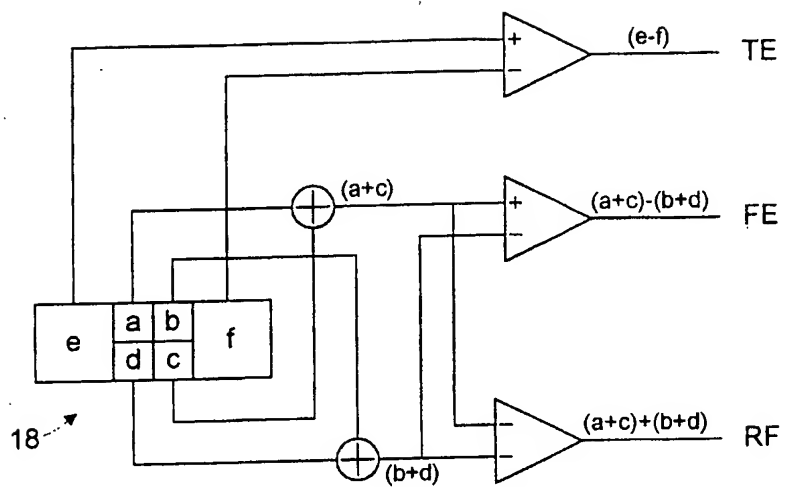 + (e-f) TE
−
(a+c) + (a+c)-(b+d) FE
−
e a b f
d c
18
− (a+c)+(b+d) RF
−
(b+d)